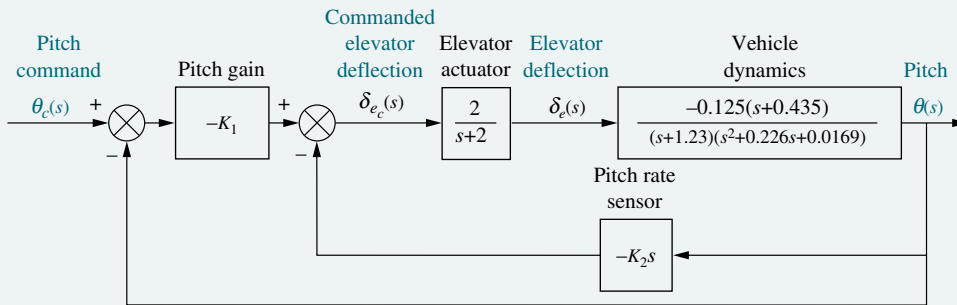 Pitch
command
θc(s)
+
−
Pitch gain
−K1
+
−
Commanded
elevator
deflection
δec(s)
Elevator
actuator
2
s+2
Elevator
deflection
δe(s)
Vehicle
dynamics
−0.125(s+0.435)
(s+1.23)(s²+0.226s+0.0169)
Pitch
θ(s)
Pitch rate
sensor
−K2s